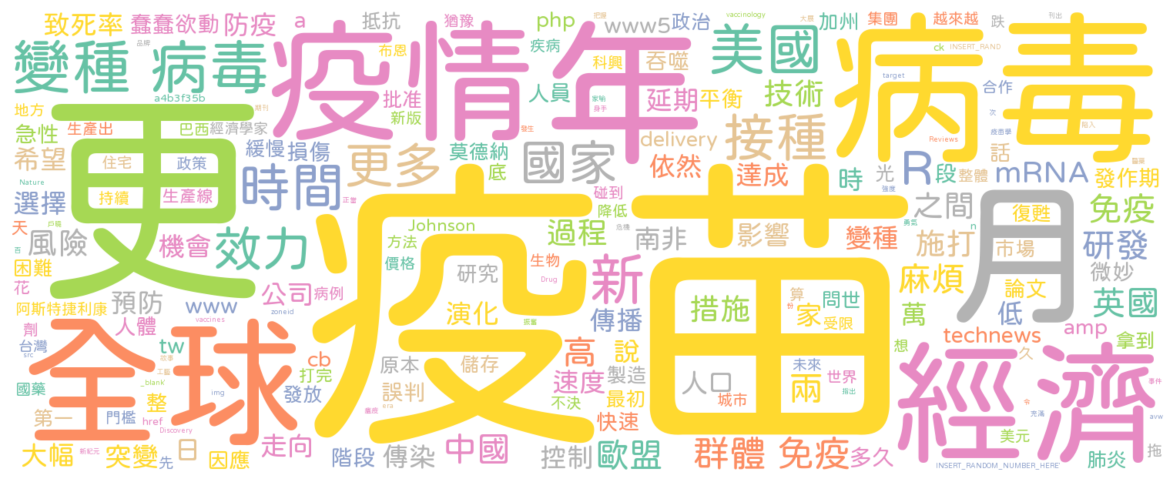 致死率 蠢蠢欲動 防疫 a 抵抗 猶豫 php www5 政治 加州 集團 越來越 跌
變種 病毒 疫情 年 美國 病毒
布恩 疾病 科興 吞噬 ck INSERT_RAND
a4b3f35b 批准 人員 延期 平衡 技術 target 合作
地方 新版
急性 生產出 巴西 經濟學家 delivery 接種 Reviews
希望 住宅 政策 緩慢 損傷 更多 莫德納 國家 依然 達成 時 光 R 段 整體 話 mRNA 發作期
更 底
Nature 持續 生產線 時間 碰到 之間 復甦 免疫
選擇 Johnson 降低
天 風險 機會 效力 方法 過程 南非 影響 變種 施打 市場 研發
困難 價格 研究 生物 新 月 微妙
花 Drug 麻煩
阿斯特捷利康 預防 www 公司 病例 演化 措施 算 家 問世 萬 論文 英國
劑 人體 vaccines zoneid 疫苗 傳播 受限 低 amp
台灣 全球 tw cb 原本 儲存 高 說 未來 technews 拿到
src 打完 速度 製造 人口 兩 世界 想 久
國藥 _blank 整 img 發放 誤判 不決 最初 城市 指出 經濟
第一 門檻 href 快速 美元
Discovery 日 走向
大幅 突變 先 因應 階段 傳染 中國 控制 歐盟 群體 免疫 多久 INSERT_RANDOM_NUMBER_HERE 肺炎 拖